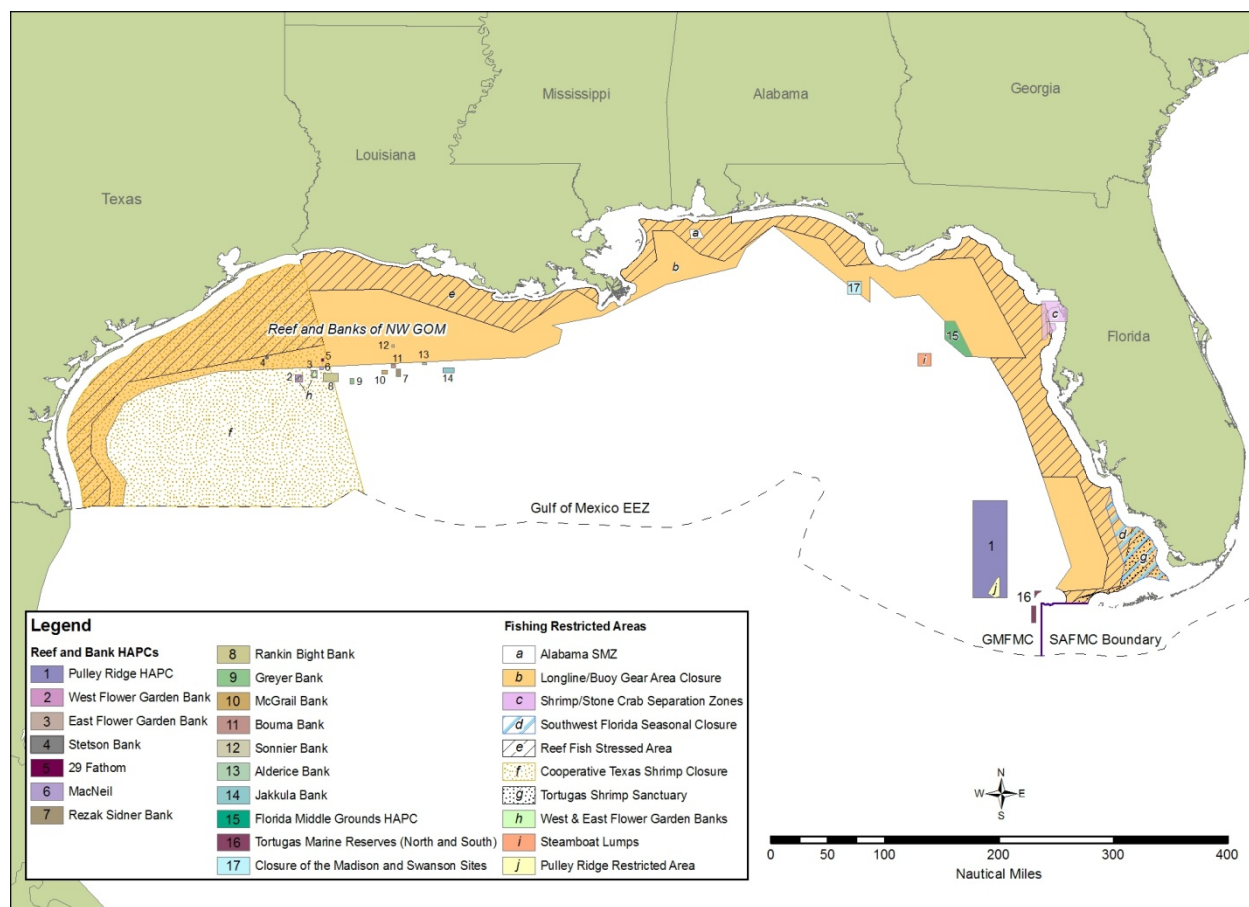 Mississippi
Alabama
Georgia
Louisiana
Texas
Florida
a
b
e
Reef and Banks of NW GOM
17
c
15
i
12
4
5
3
6
11
13
2
8
9
10
7
14
h
f
Gulf of Mexico EEZ
1
d
g
j
16
GMFMC
SAFMC Boundary
Legend
Reef and Bank HAPCs
1 Pulley Ridge HAPC
2 West Flower Garden Bank
3 East Flower Garden Bank
4 Stetson Bank
5 29 Fathom
6 MacNeil
7 Rezak Sidner Bank
8 Rankin Bight Bank
9 Greyer Bank
10 McGrail Bank
11 Bouma Bank
12 Sonnier Bank
13 Alderice Bank
14 Jakkula Bank
15 Florida Middle Grounds HAPC
16 Tortugas Marine Reserves (North and South)
17 Closure of the Madison and Swanson Sites
Fishing Restricted Areas
a Alabama SMZ
b Longline/Buoy Gear Area Closure
c Shrimp/Stone Crab Separation Zones
d Southwest Florida Seasonal Closure
e Reef Fish Stressed Area
f Cooperative Texas Shrimp Closure
g Tortugas Shrimp Sanctuary
h West & East Flower Garden Banks
i Steamboat Lumps
j Pulley Ridge Restricted Area
N
W E
S
0 50 100 200 300 400
Nautical Miles